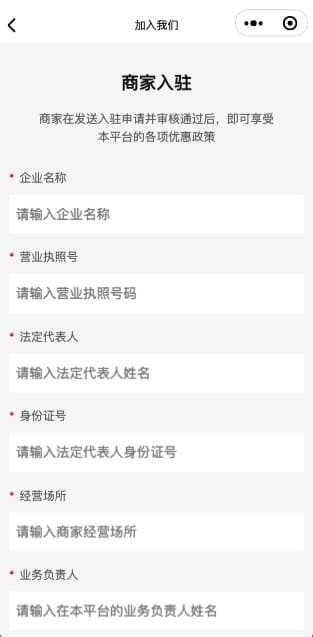 加入我们
商家入驻
商家在发送入驻申请并审核通过后，即可享受
本平台的各项优惠政策
* 企业名称
请输入企业名称
* 营业执照号
请输入营业执照号码
* 法定代表人
请输入法定代表人姓名
* 身份证号
请输入法定代表人身份证号
* 经营场所
请输入商家经营场所
* 业务负责人
请输入在本平台的业务负责人姓名